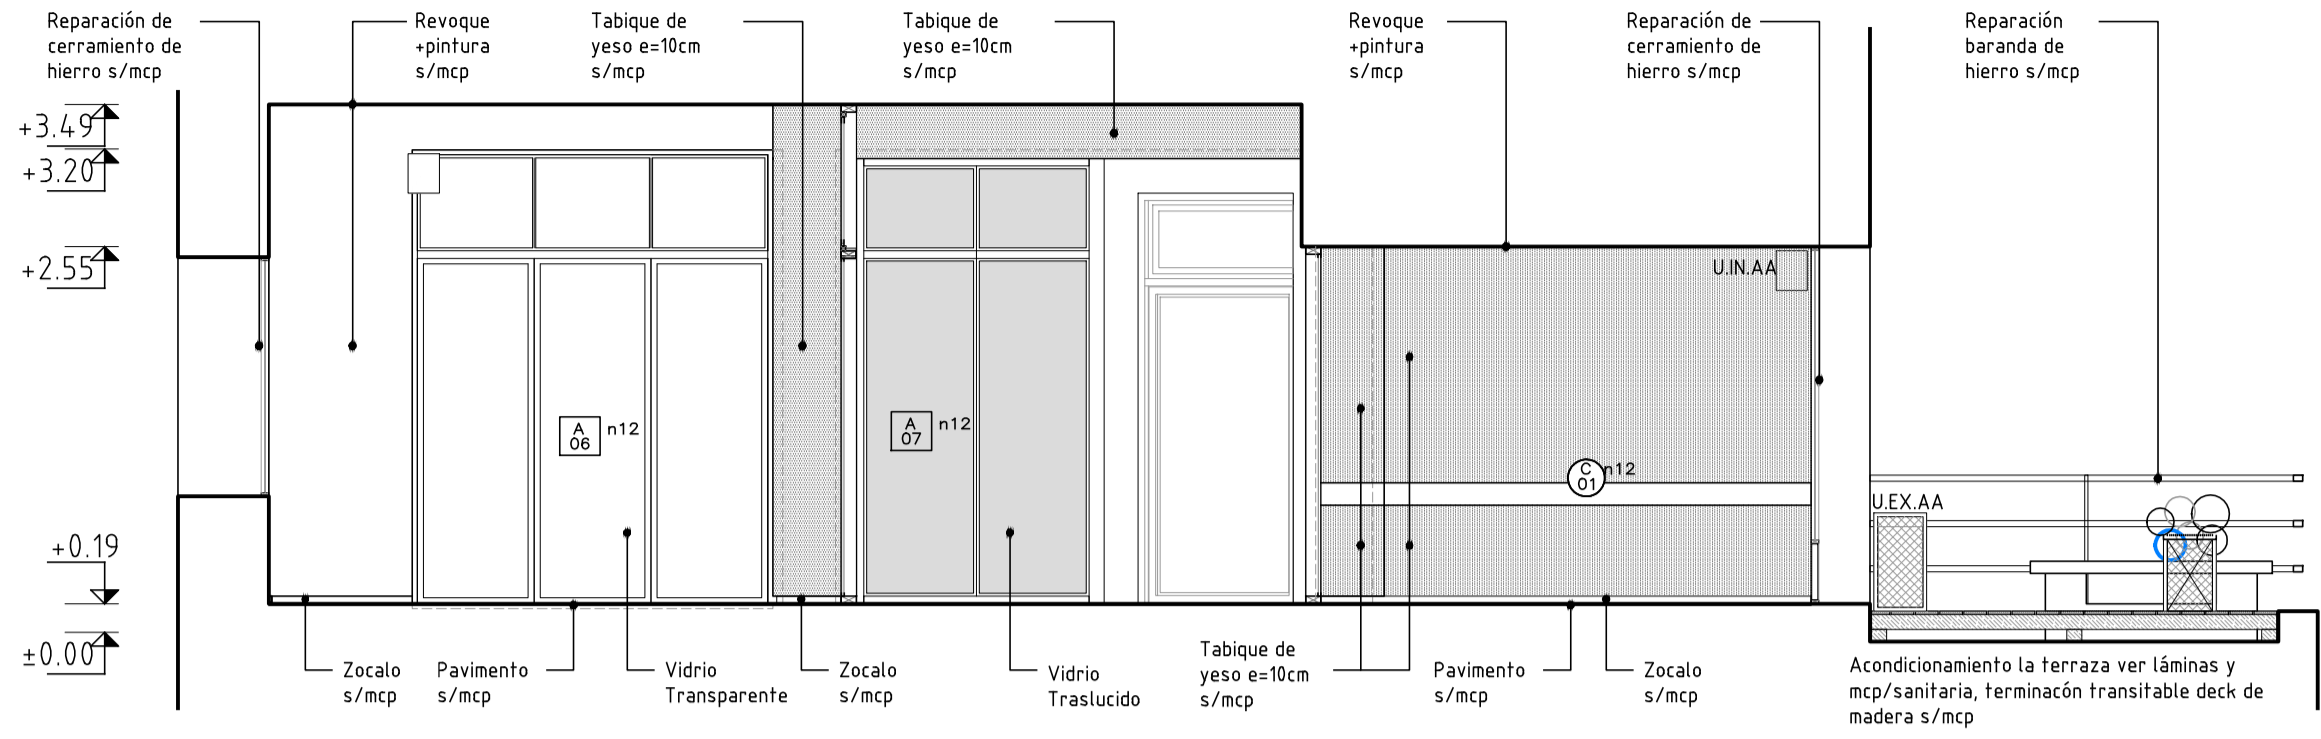 Reparación de
cerramiento de
hierro s/mcp
Revoque
+pintura
s/mcp
Tabique de
yeso e=10cm
s/mcp
Tabique de
yeso e=10cm
s/mcp
Revoque
+pintura
s/mcp
Reparación de
cerramiento de
hierro s/mcp
Reparación
baranda de
hierro s/mcp
+3.49
+3.20
+2.55
+0.19
±0.00
U.IN.AA
A
06
n12
A
07
n12
C
01
n12
U.EX.AA
Zocalo
s/mcp
Pavimento
s/mcp
Vidrio
Transparente
Zocalo
s/mcp
Vidrio
Traslucido
Tabique de
yeso e=10cm
s/mcp
Pavimento
s/mcp
Zocalo
s/mcp
Acondicionamiento la terraza ver láminas y
mcp/sanitaria, terminacón transitable deck de
madera s/mcp